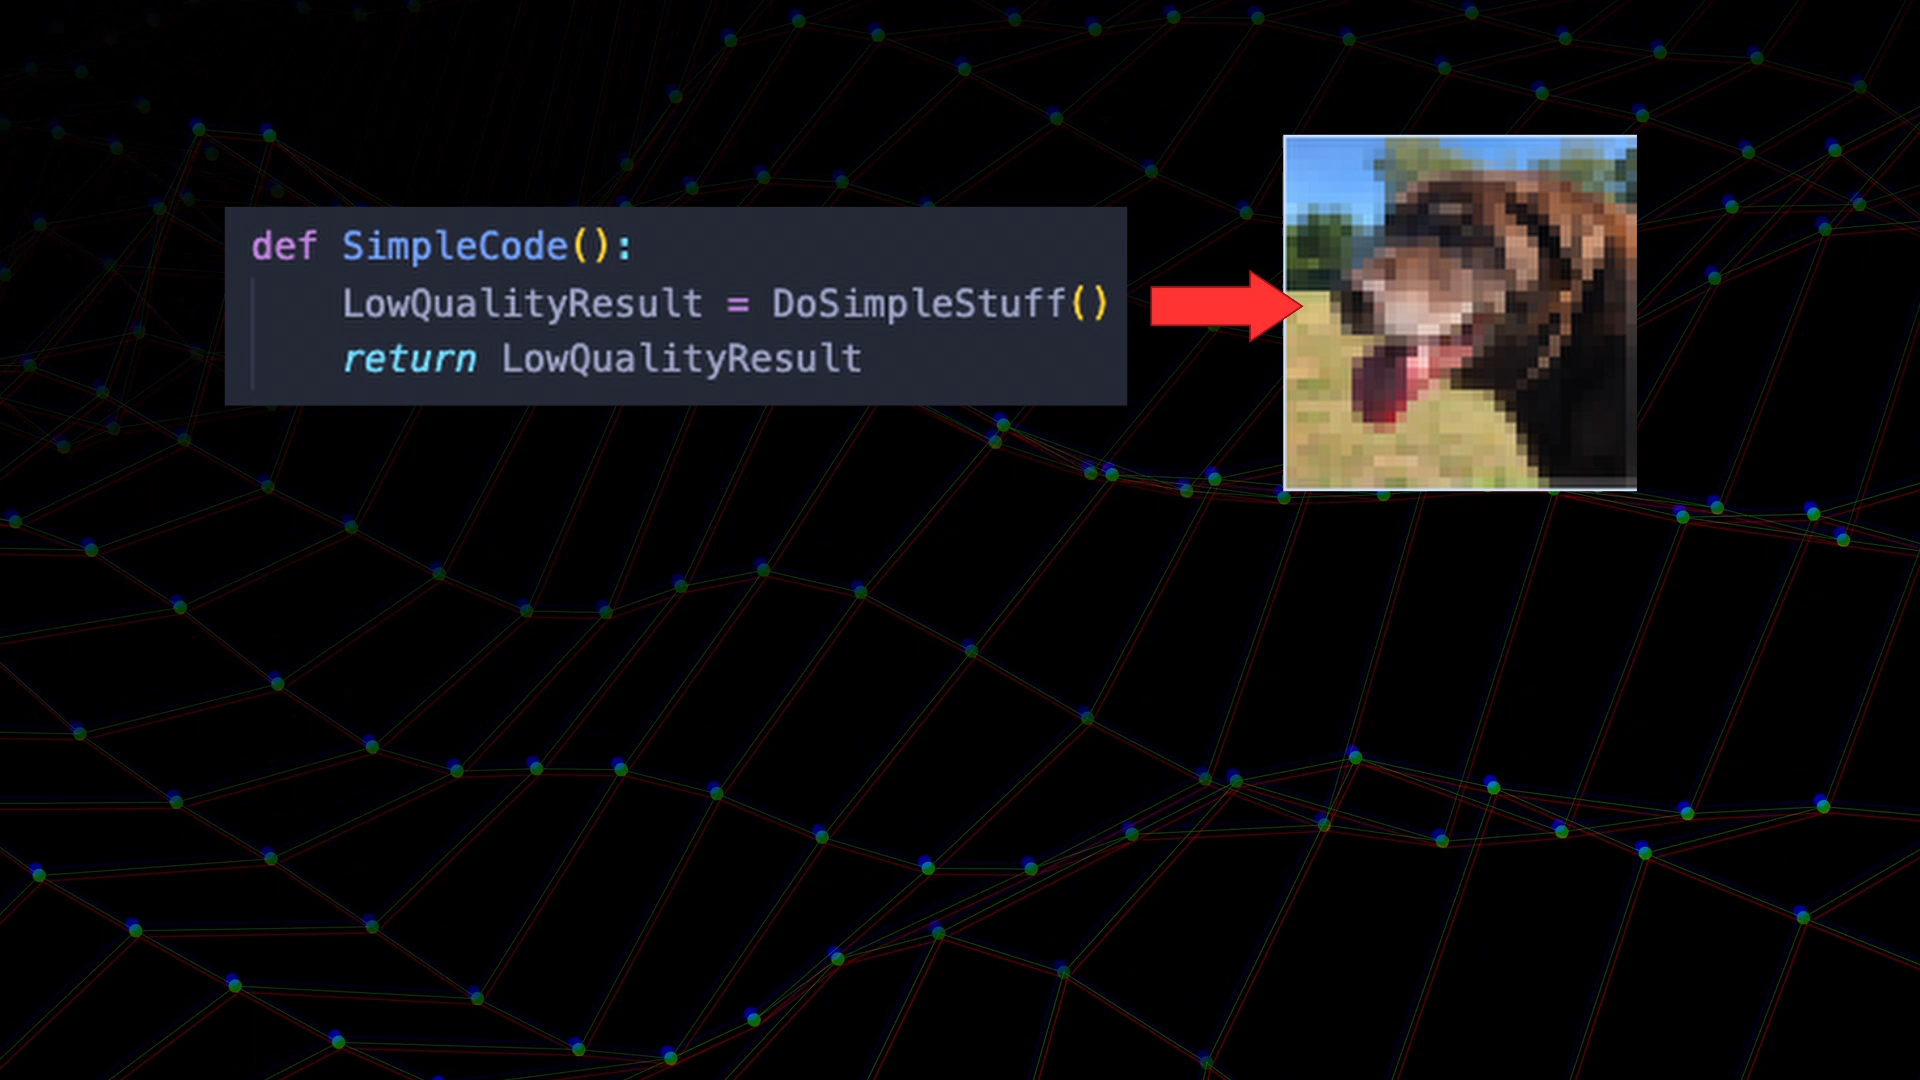 def SimpleCode():
LowQualityResult = DoSimpleStuff()
return LowQualityResult